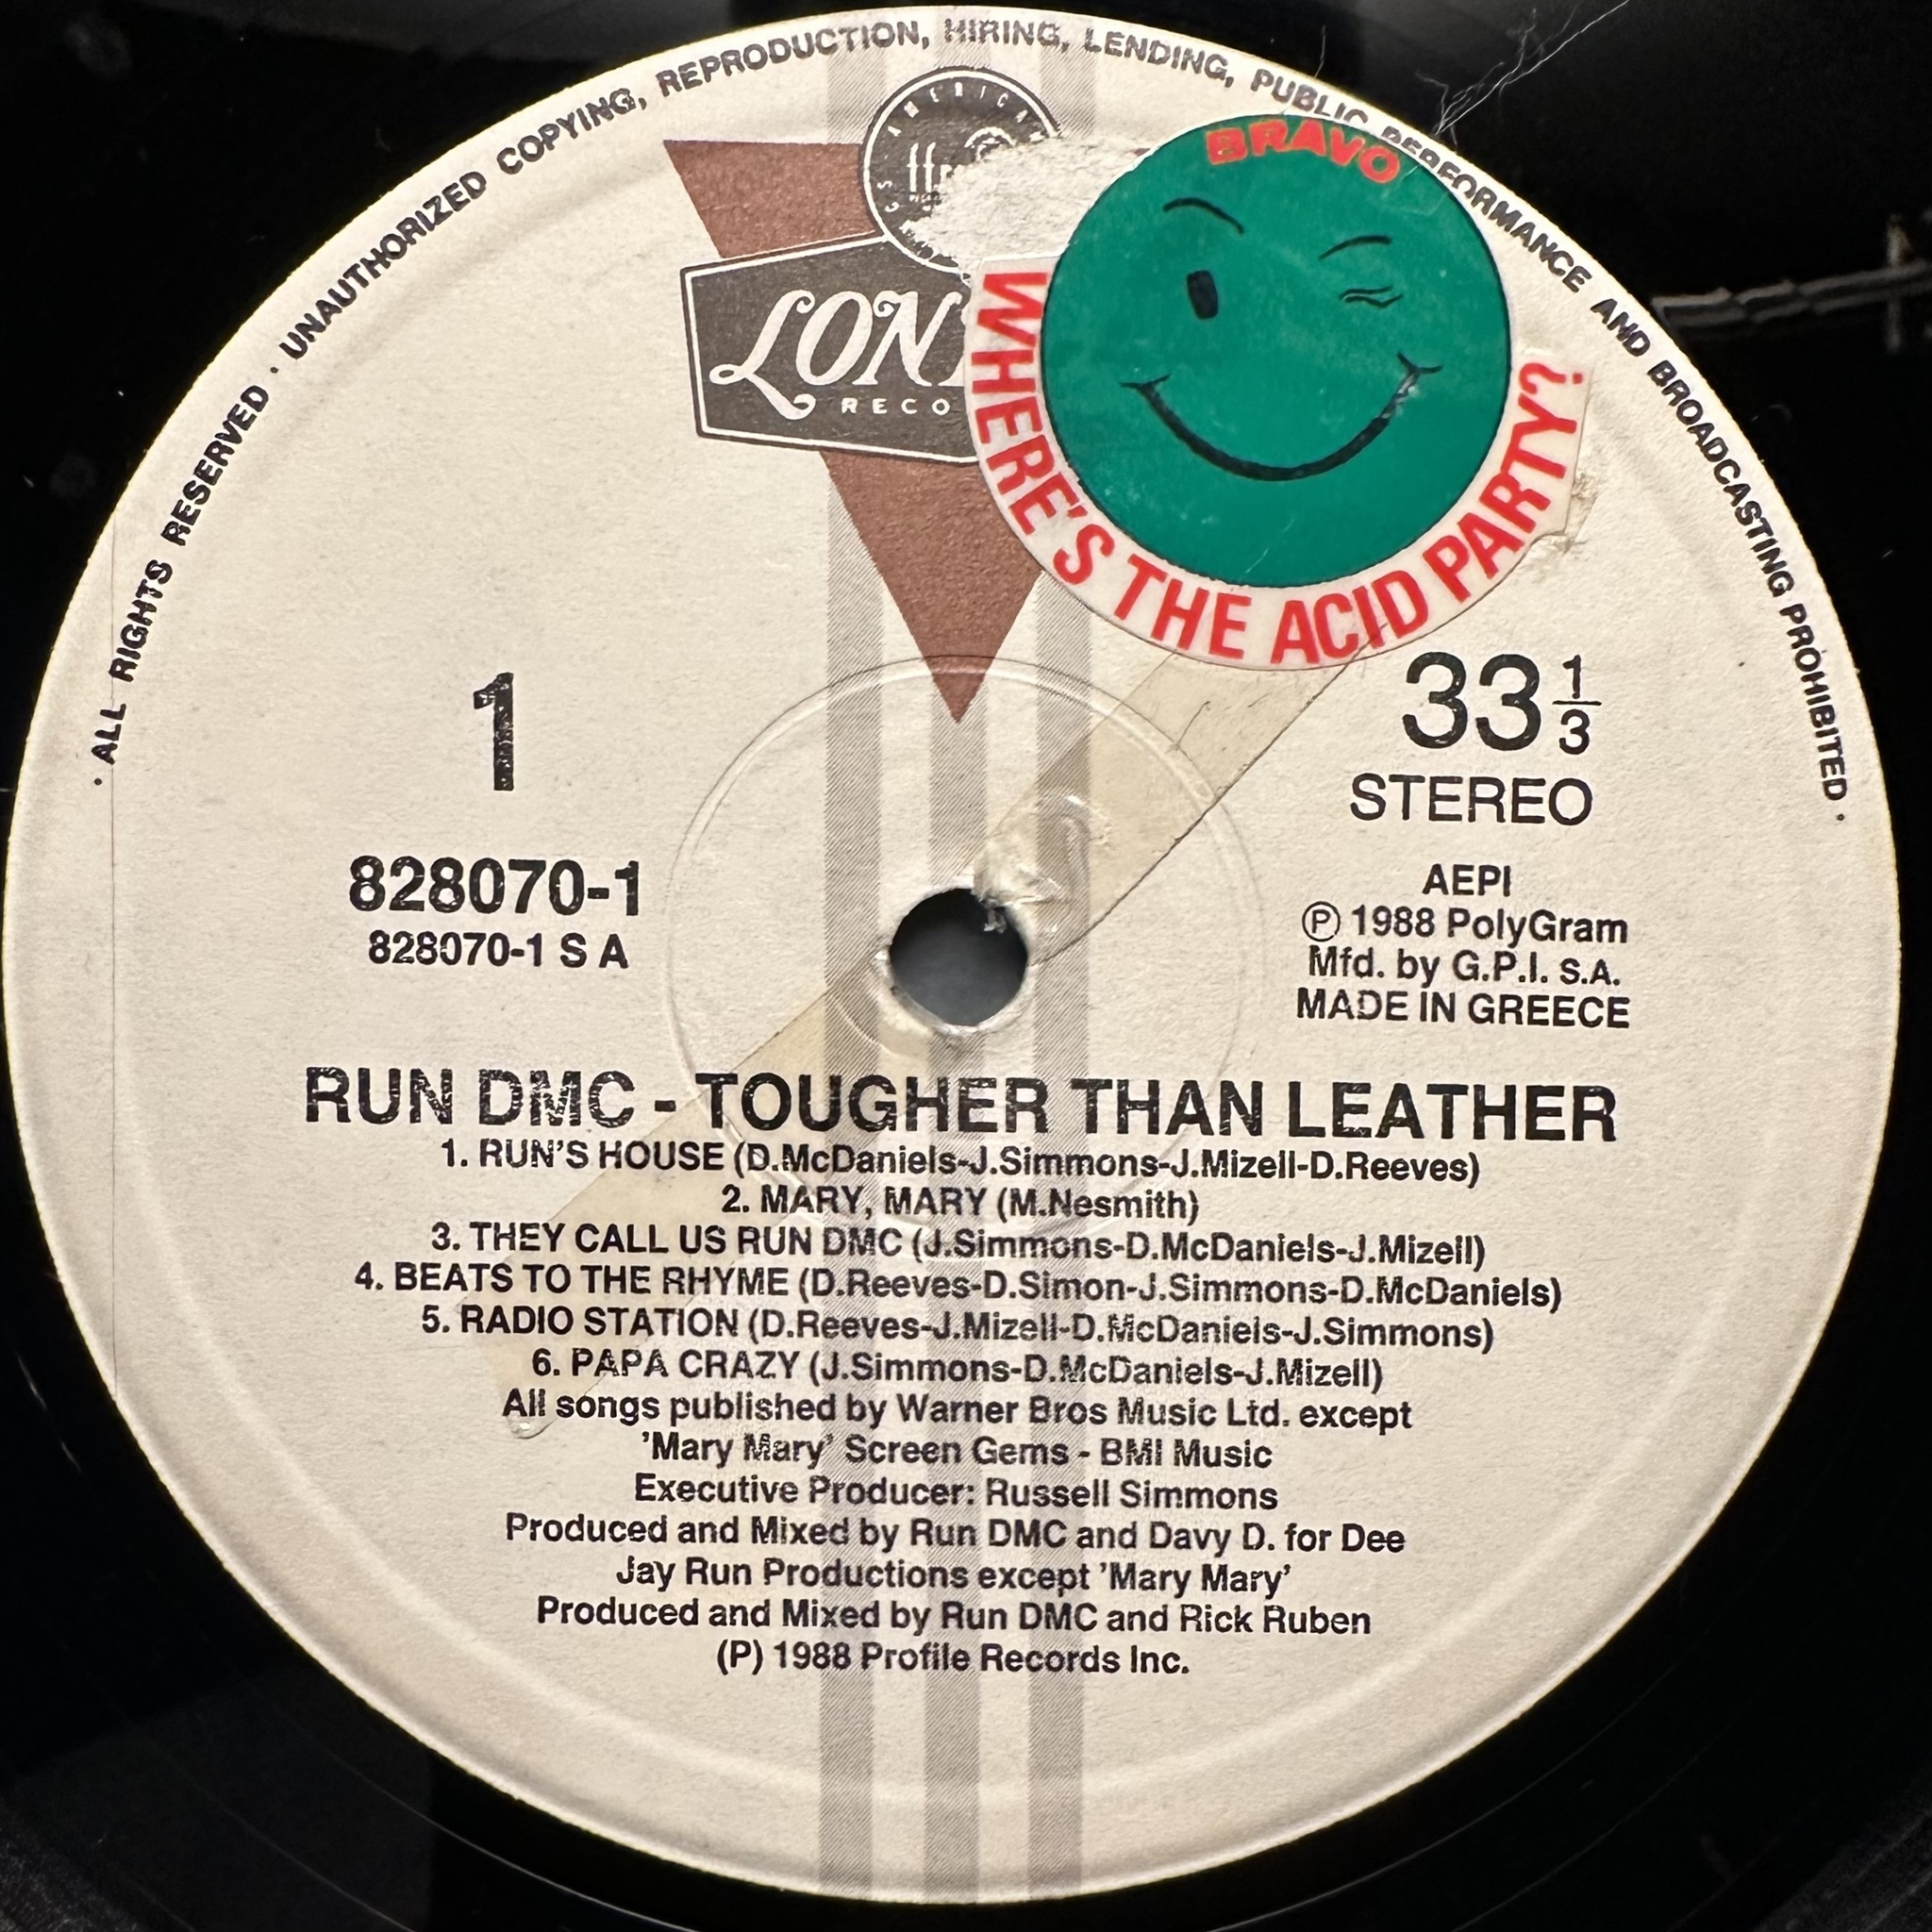 · ALL RIGHTS RESERVED · UNAUTHORIZED COPYING, REPRODUCTION, HIRING, LENDING, PUBLIC PERFORMANCE AND BROADCASTING PROHIBITED ·
AMERICAN
ffrr
LON
RECO
BRAVO
WHERE'S THE ACID PARTY?
1
33 1/3
STEREO
828070-1
828070-1 S A
AEPI
Ⓟ 1988 PolyGram
Mfd. by G.P.I. S.A.
MADE IN GREECE
RUN DMC - TOUGHER THAN LEATHER
1. RUN'S HOUSE (D.McDaniels-J.Simmons-J.Mizell-D.Reeves)
2. MARY, MARY (M.Nesmith)
3. THEY CALL US RUN DMC (J.Simmons-D.McDaniels-J.Mizell)
4. BEATS TO THE RHYME (D.Reeves-D.Simon-J.Simmons-D.McDaniels)
5. RADIO STATION (D.Reeves-J.Mizell-D.McDaniels-J.Simmons)
6. PAPA CRAZY (J.Simmons-D.McDaniels-J.Mizell)
All songs published by Warner Bros Music Ltd. except
'Mary Mary' Screen Gems - BMI Music
Executive Producer: Russell Simmons
Produced and Mixed by Run DMC and Davy D. for Dee
Jay Run Productions except 'Mary Mary'
Produced and Mixed by Run DMC and Rick Ruben
(P) 1988 Profile Records Inc.